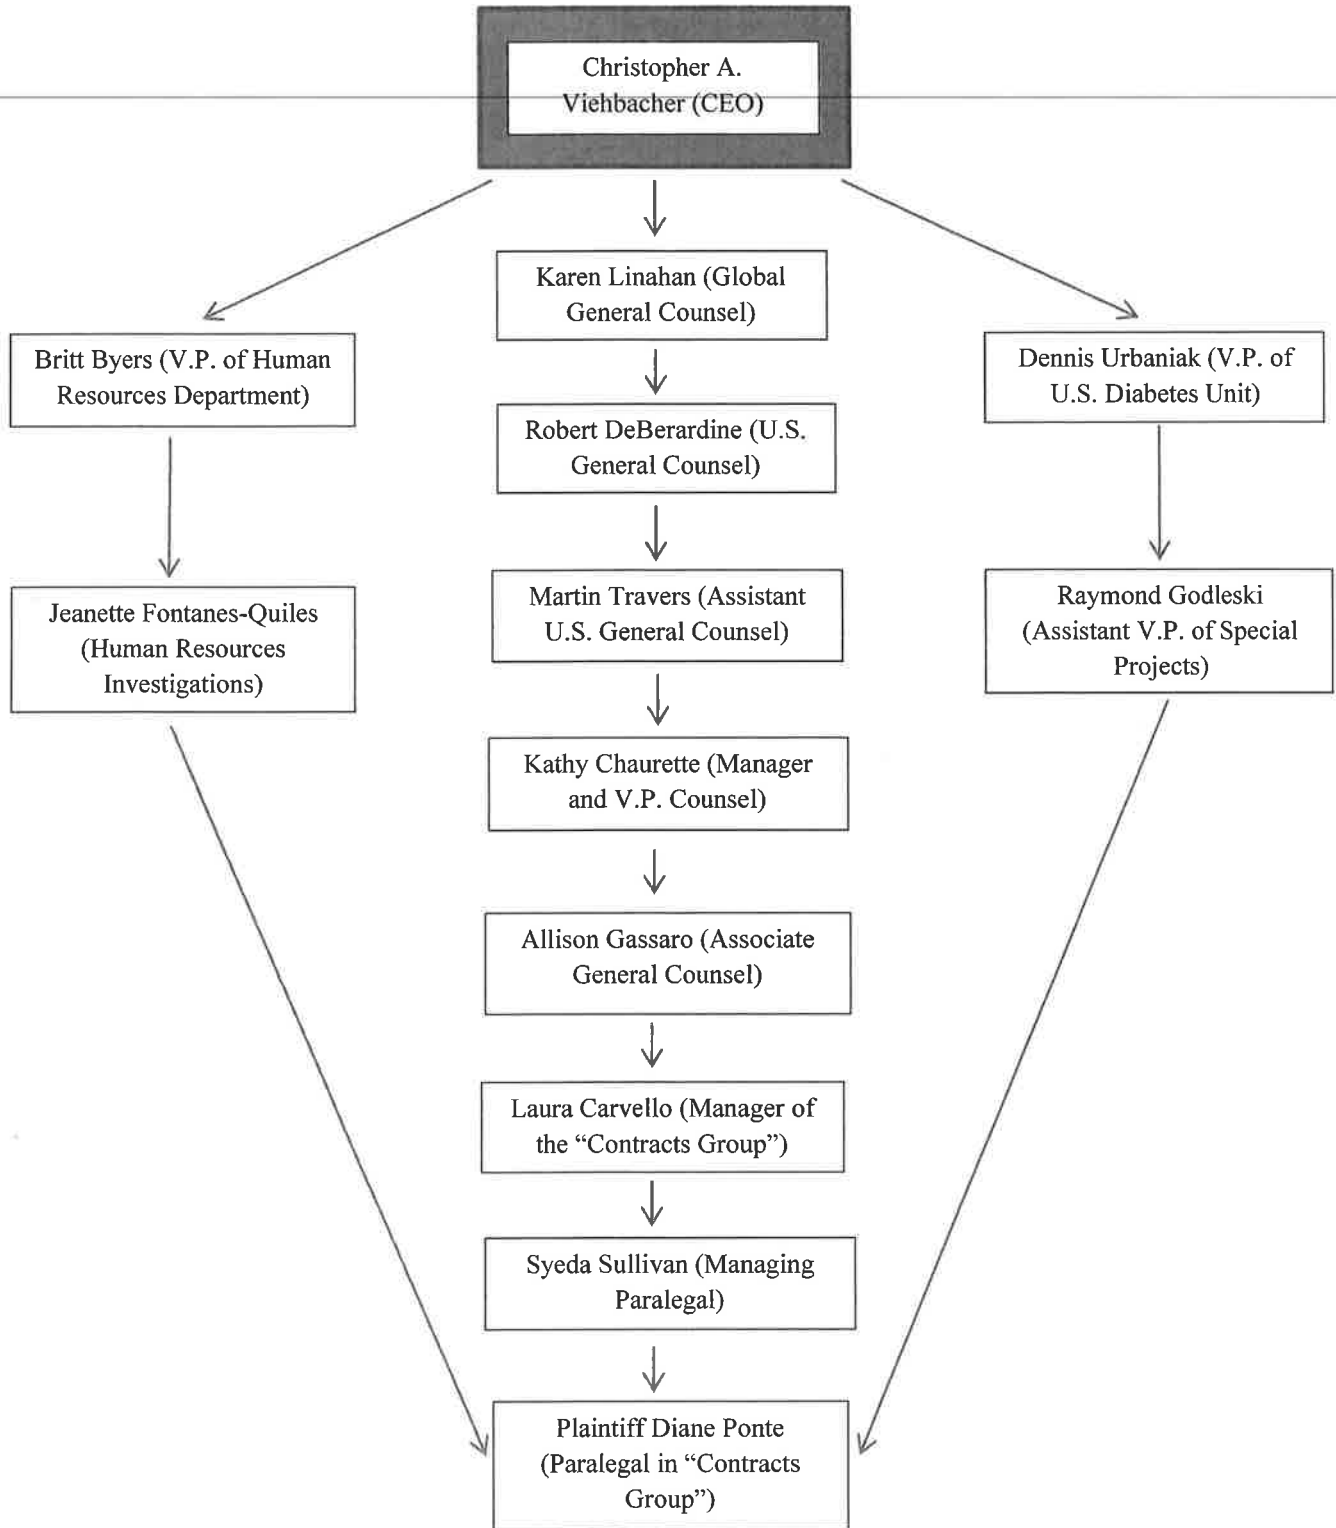 Christopher A.
Viehbacher (CEO)
Karen Linahan (Global
General Counsel)
Britt Byers (V.P. of Human
Resources Department)
Dennis Urbaniak (V.P. of
U.S. Diabetes Unit)
Robert DeBerardine (U.S.
General Counsel)
Jeanette Fontanes-Quiles
(Human Resources
Investigations)
Martin Travers (Assistant
U.S. General Counsel)
Raymond Godleski
(Assistant V.P. of Special
Projects)
Kathy Chaurette (Manager
and V.P. Counsel)
Allison Gassaro (Associate
General Counsel)
Laura Carvello (Manager of
the “Contracts Group”)
Syeda Sullivan (Managing
Paralegal)
Plaintiff Diane Ponte
(Paralegal in “Contracts
Group”)